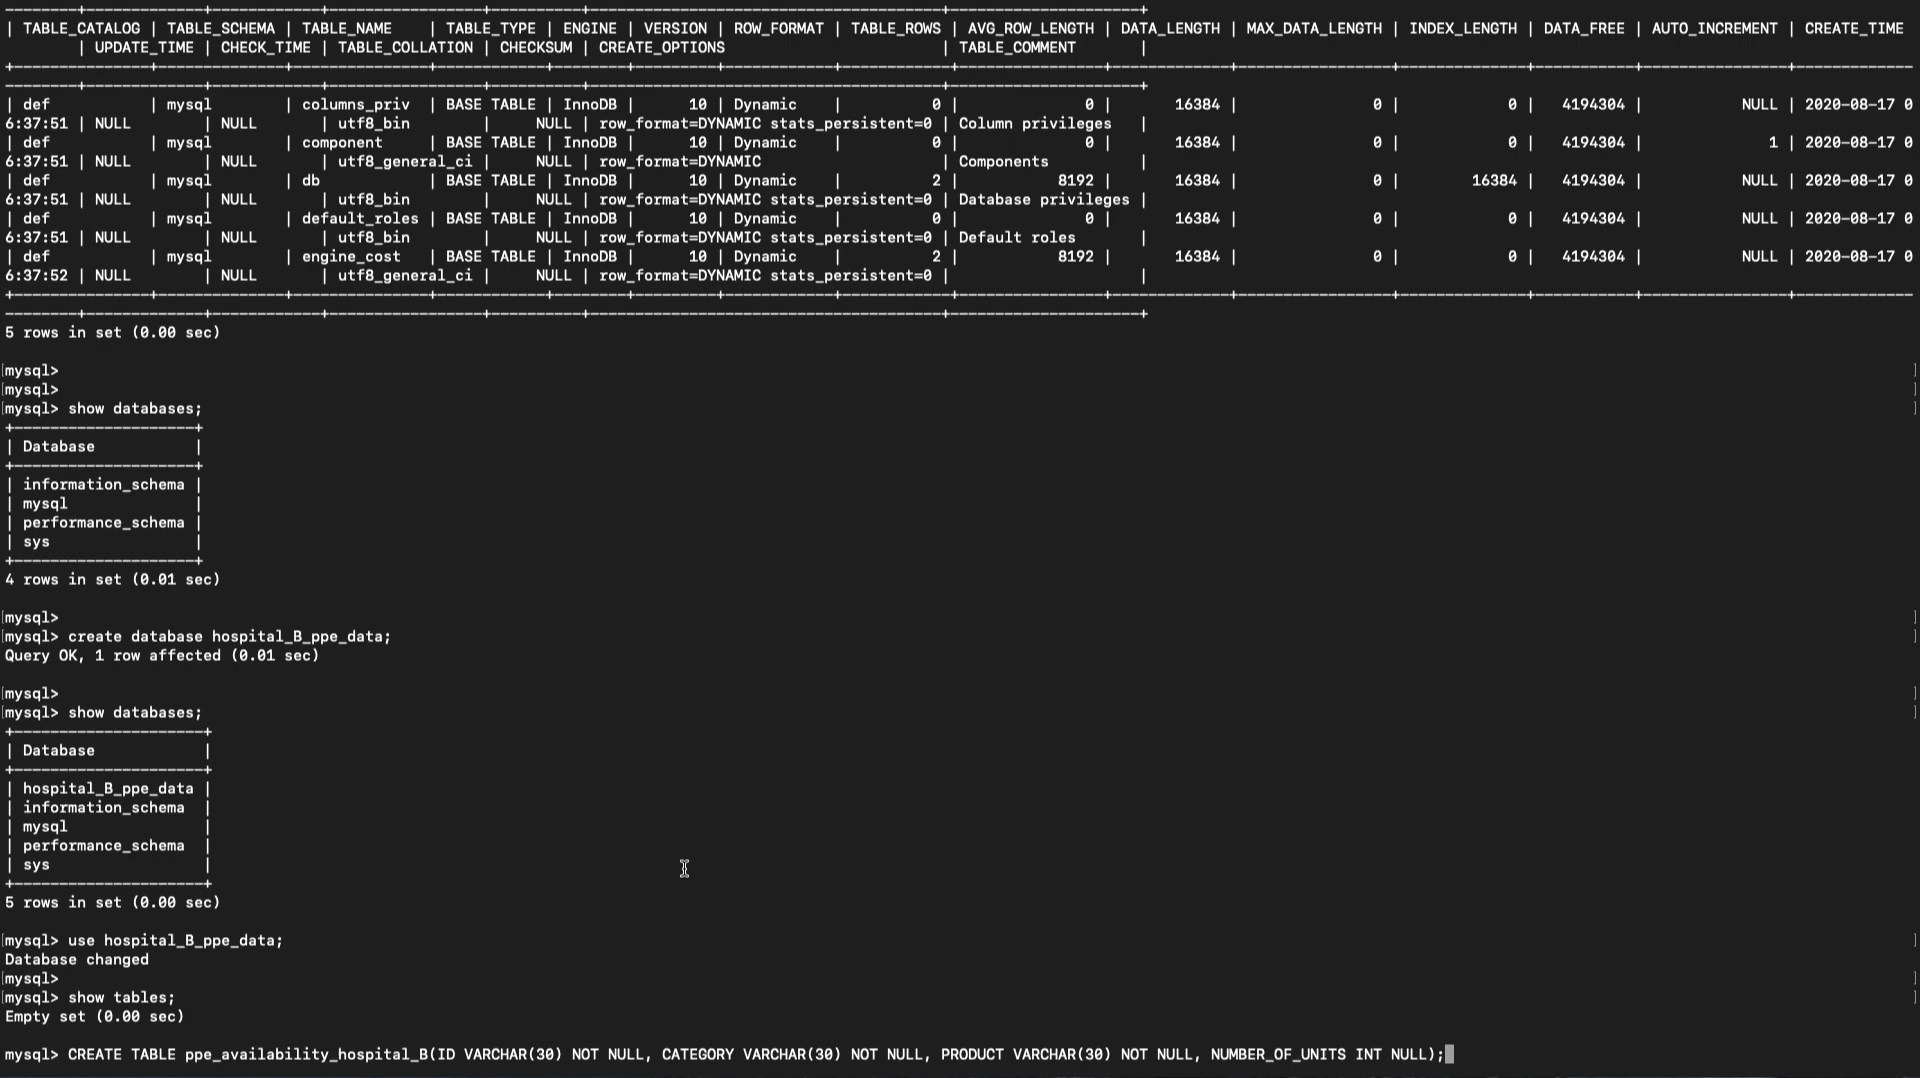 | TABLE_CATALOG | TABLE_SCHEMA | TABLE_NAME    | TABLE_TYPE | ENGINE | VERSION | ROW_FORMAT | TABLE_ROWS | AVG_ROW_LENGTH | DATA_LENGTH | MAX_DATA_LENGTH | INDEX_LENGTH | DATA_FREE | AUTO_INCREMENT | CREATE_TIME
| UPDATE_TIME | CHECK_TIME | TABLE_COLLATION | CHECKSUM | CREATE_OPTIONS | TABLE_COMMENT |
| def | mysql | columns_priv | BASE TABLE | InnoDB | 10 | Dynamic | 0 | 0 | 16384 | 0 | 0 | 4194304 | NULL | 2020-08-17 0
6:37:51 | NULL | NULL | utf8_bin | NULL | row_format=DYNAMIC stats_persistent=0 | Column privileges |
| def | mysql | component | BASE TABLE | InnoDB | 10 | Dynamic | 0 | 0 | 16384 | 0 | 0 | 4194304 | 1 | 2020-08-17 0
6:37:51 | NULL | NULL | utf8_general_ci | NULL | row_format=DYNAMIC | Components |
| def | mysql | db | BASE TABLE | InnoDB | 10 | Dynamic | 2 | 8192 | 16384 | 0 | 16384 | 4194304 | NULL | 2020-08-17 0
6:37:51 | NULL | NULL | utf8_bin | NULL | row_format=DYNAMIC stats_persistent=0 | Database privileges |
| def | mysql | default_roles | BASE TABLE | InnoDB | 10 | Dynamic | 0 | 0 | 16384 | 0 | 0 | 4194304 | NULL | 2020-08-17 0
6:37:51 | NULL | NULL | utf8_bin | NULL | row_format=DYNAMIC stats_persistent=0 | Default roles |
| def | mysql | engine_cost | BASE TABLE | InnoDB | 10 | Dynamic | 2 | 8192 | 16384 | 0 | 0 | 4194304 | NULL | 2020-08-17 0
6:37:52 | NULL | NULL | utf8_general_ci | NULL | row_format=DYNAMIC stats_persistent=0 | |
5 rows in set (0.00 sec)
[mysql> ]
[mysql> ]
[mysql> show databases; ]
| Database |
| information_schema |
| mysql |
| performance_schema |
| sys |
4 rows in set (0.01 sec)
[mysql> ]
[mysql> create database hospital_B_ppe_data; ]
Query OK, 1 row affected (0.01 sec)
[mysql> ]
[mysql> show databases; ]
| Database |
| hospital_B_ppe_data |
| information_schema |
| mysql |
| performance_schema |
| sys |
5 rows in set (0.00 sec)
[mysql> use hospital_B_ppe_data; ]
Database changed
[mysql> ]
[mysql> show tables; ]
Empty set (0.00 sec)
mysql> CREATE TABLE ppe_availability_hospital_B(ID VARCHAR(30) NOT NULL, CATEGORY VARCHAR(30) NOT NULL, PRODUCT VARCHAR(30) NOT NULL, NUMBER_OF_UNITS INT NULL);